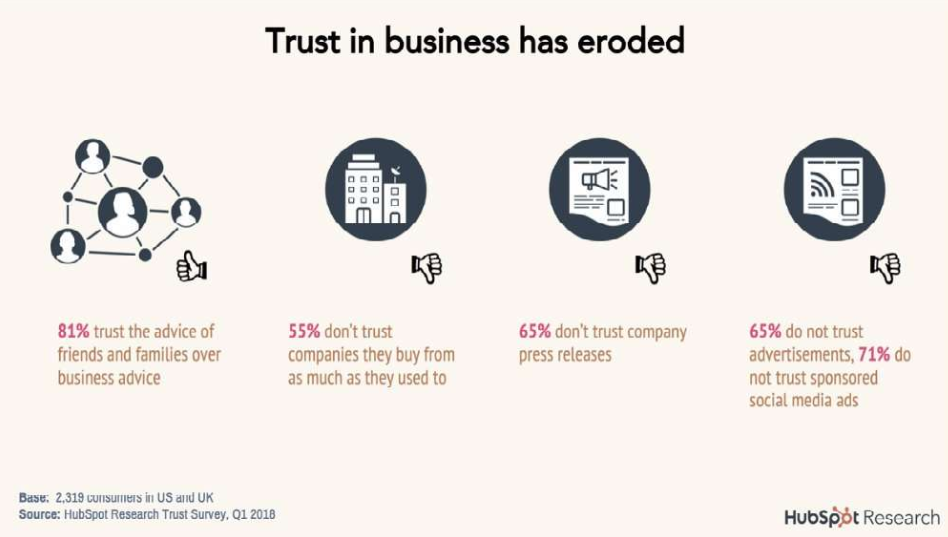 Trust in business has eroded
81% trust the advice of
friends and families over
business advice
55% don't trust
companies they buy from
as much as they used to
65% don't trust company
press releases
65% do not trust
advertisements, 71% do
not trust sponsored
social media ads
Base: 2,319 consumers in US and UK
Source: HubSpot Research Trust Survey, Q1 2018
HubSpot Research